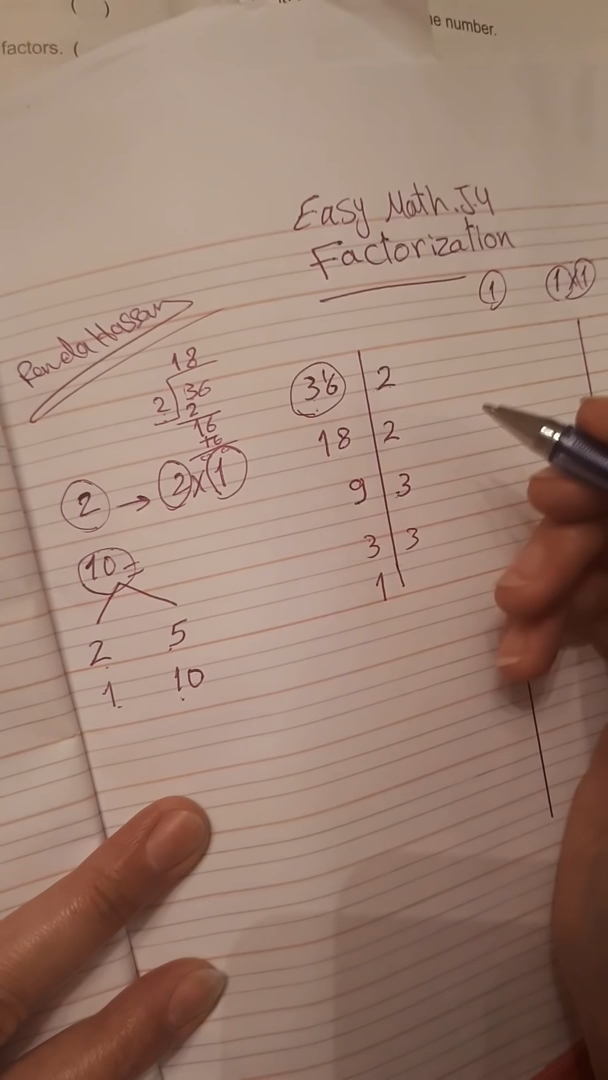 ( )
factors. (
e number.
Easy Math.J4
Factorization
Randa Hassan
1
1x1
18
2 36
2
16
16
2 → 2x1
10 =
2 5
1 10
36 2
18 2
9 3
3 3
1